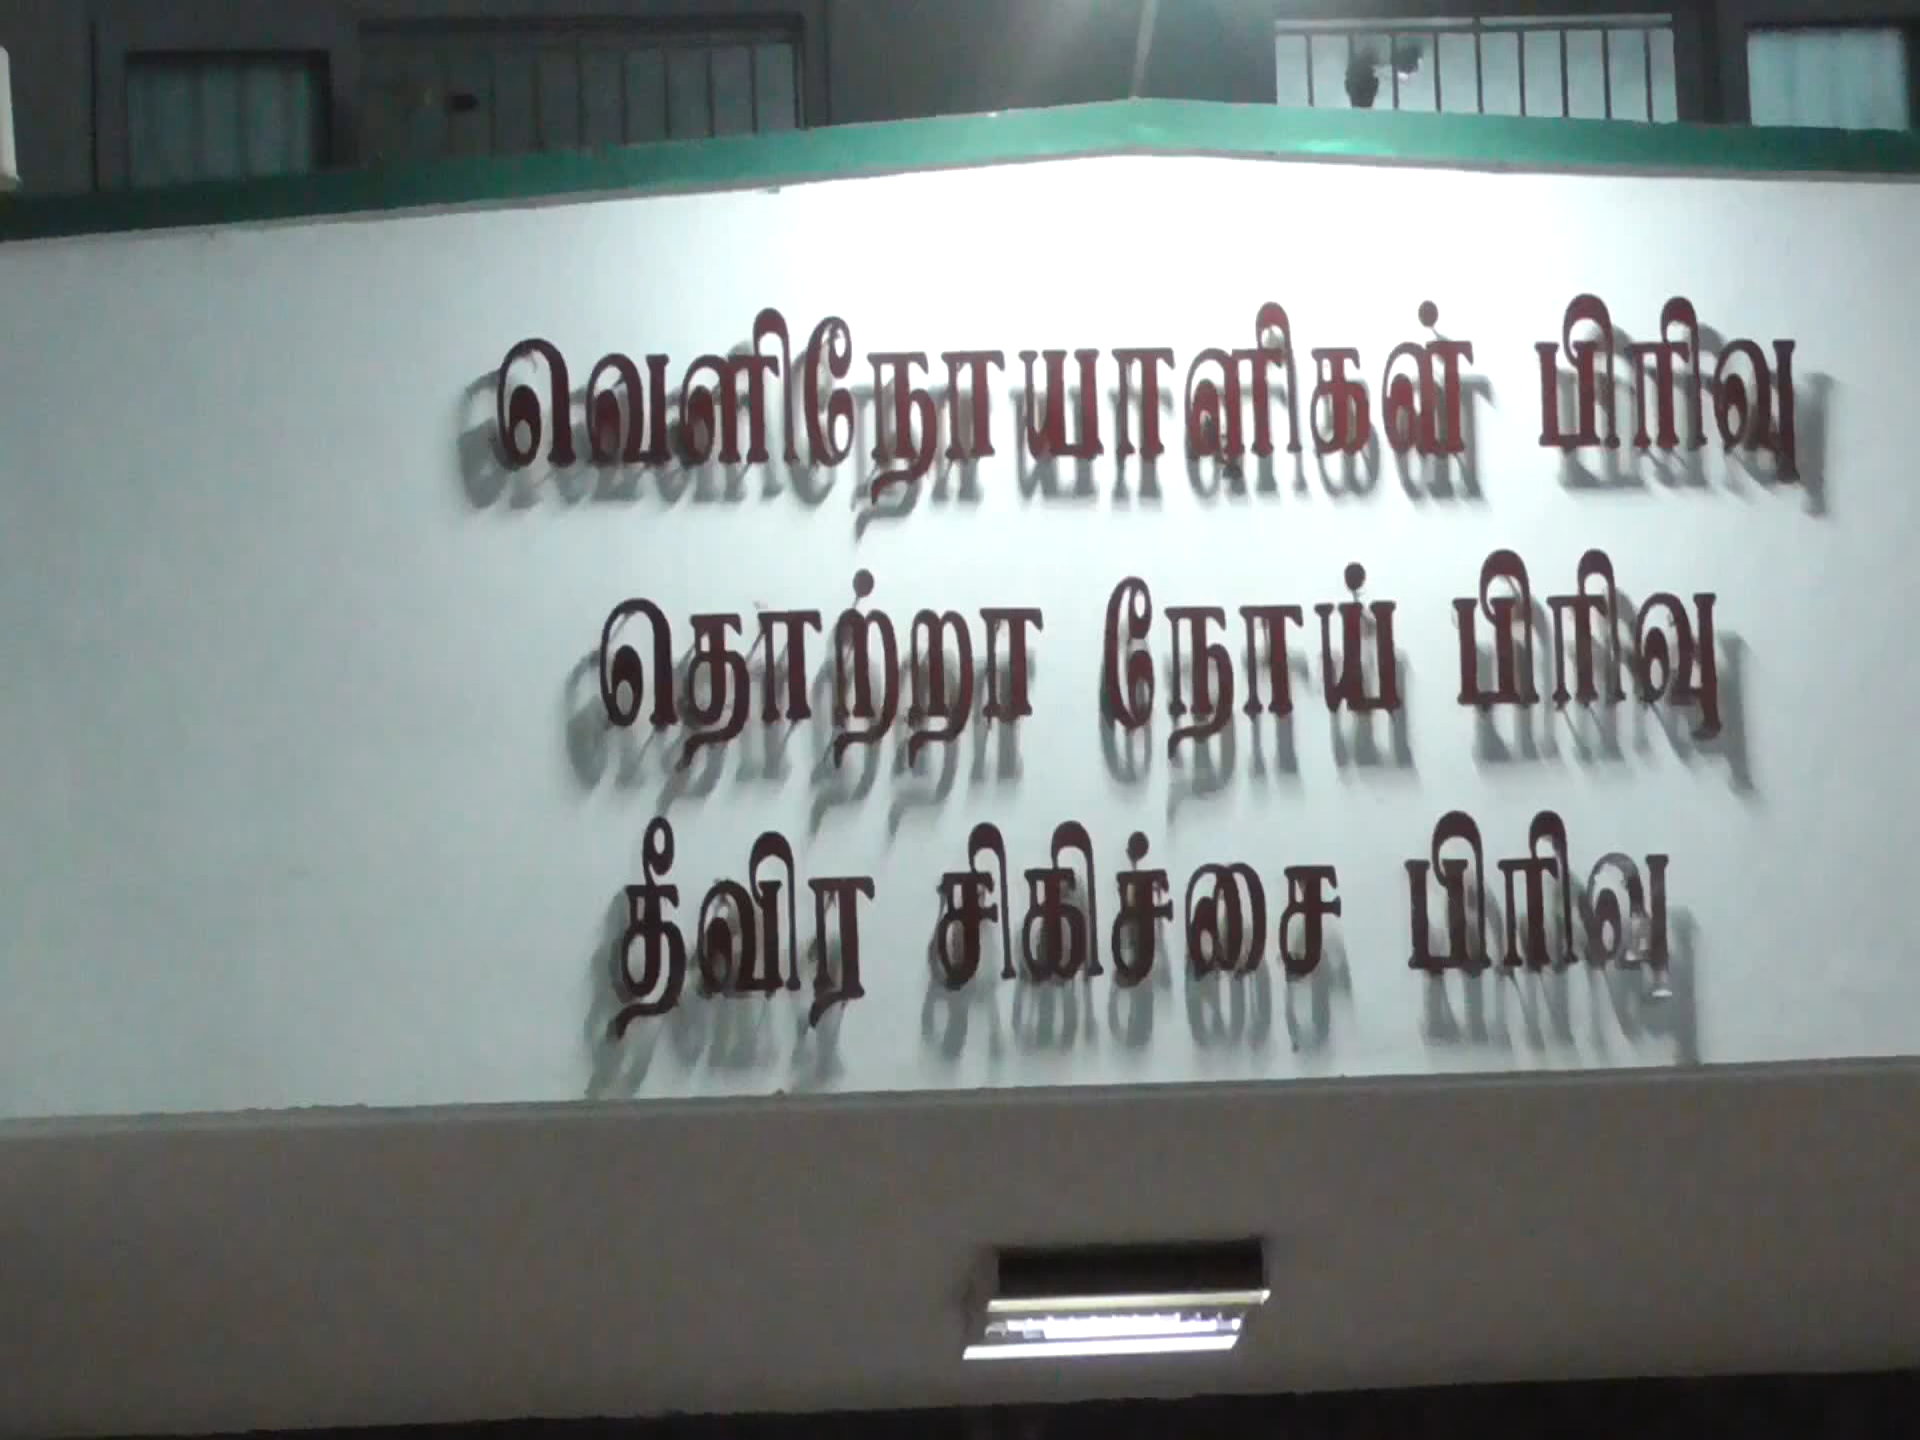 வெளிநோயாளிகள் பிரிவு
தொற்றா நோய் பிரிவு
தீவிர சிகிச்சை பிரிவு